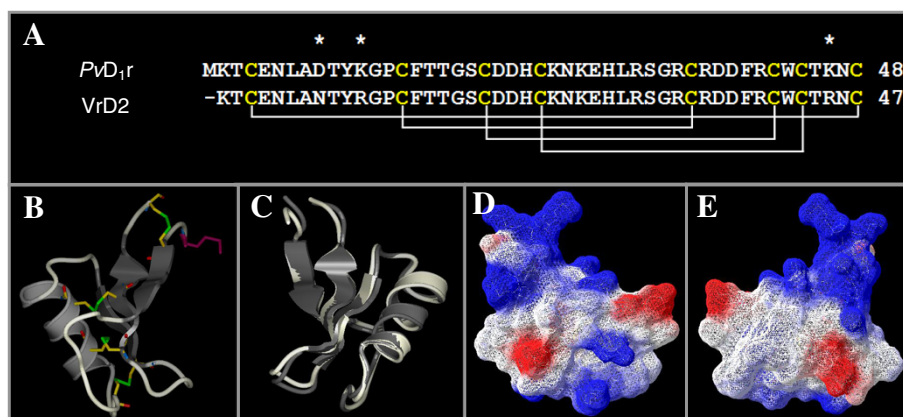 A
* * *
PvD₁r MKTCENLADTYKGPCFTTGSCDDHCKNKEHLRSGRCRDDFRCWCTKNC 48
VrD2 -KTCENLANTYRGPCFTTGSCDDHCKNKEHLRSGRCRDDFRCWCTRNC 47
B C D E